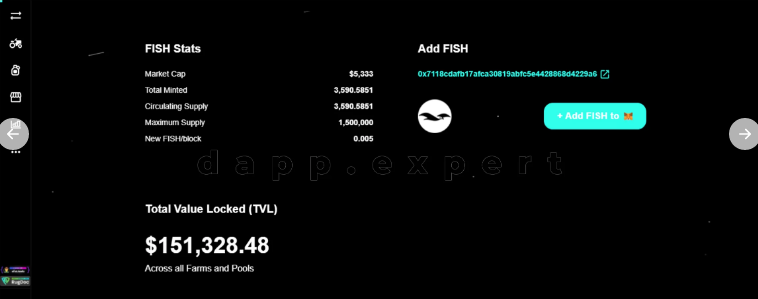 FISH Stats
Market Cap $5,333
Total Minted 3,590.5851
Circulating Supply 3,590.5851
Maximum Supply 1,500,000
New FISH/block 0.005
Add FISH
0x7118cdafb17afca30819abfc5e4428868d4229a6
+ Add FISH to
dapp.expert
Total Value Locked (TVL)
$151,328.48
Across all Farms and Pools
BugDoc